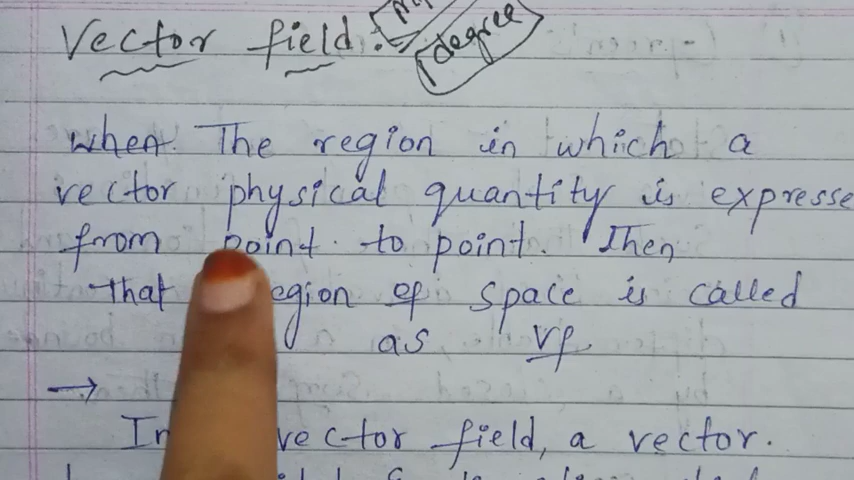 Vector field:
degree
when The region in which a
vector physical quantity is expresse
from point to point. Then
that egion of space is called
as Vf.
→
In vector field, a vector.